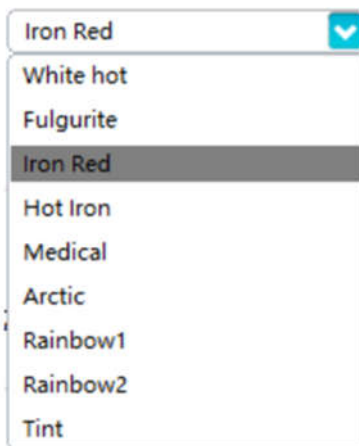 Iron Red
White hot
Fulgurite
Iron Red
Hot Iron
Medical
Arctic
Rainbow1
Rainbow2
Tint